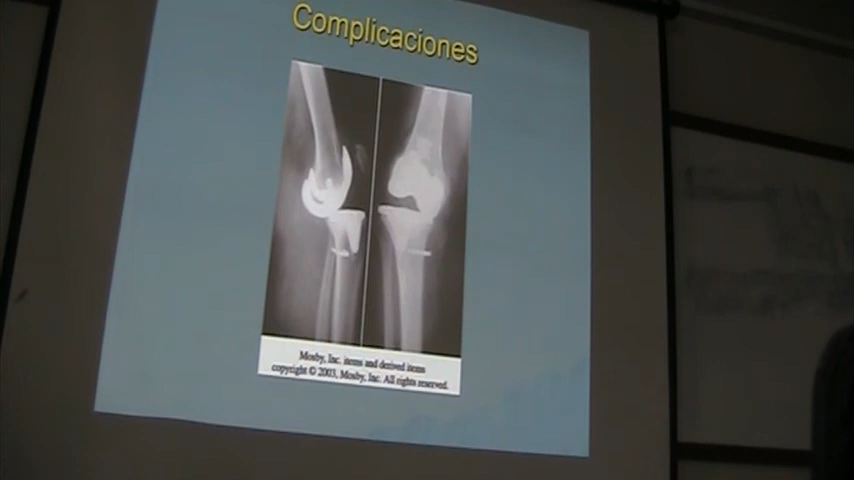 Complicaciones
Mosby, Inc. items and derived items
copyright © 2003, Mosby, Inc. All rights reserved.